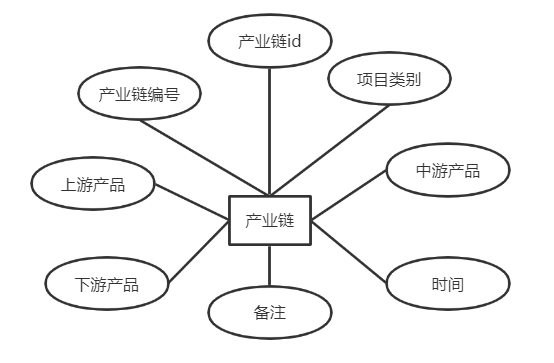 产业链id
项目类别
产业链编号
中游产品
上游产品
产业链
下游产品
时间
备注